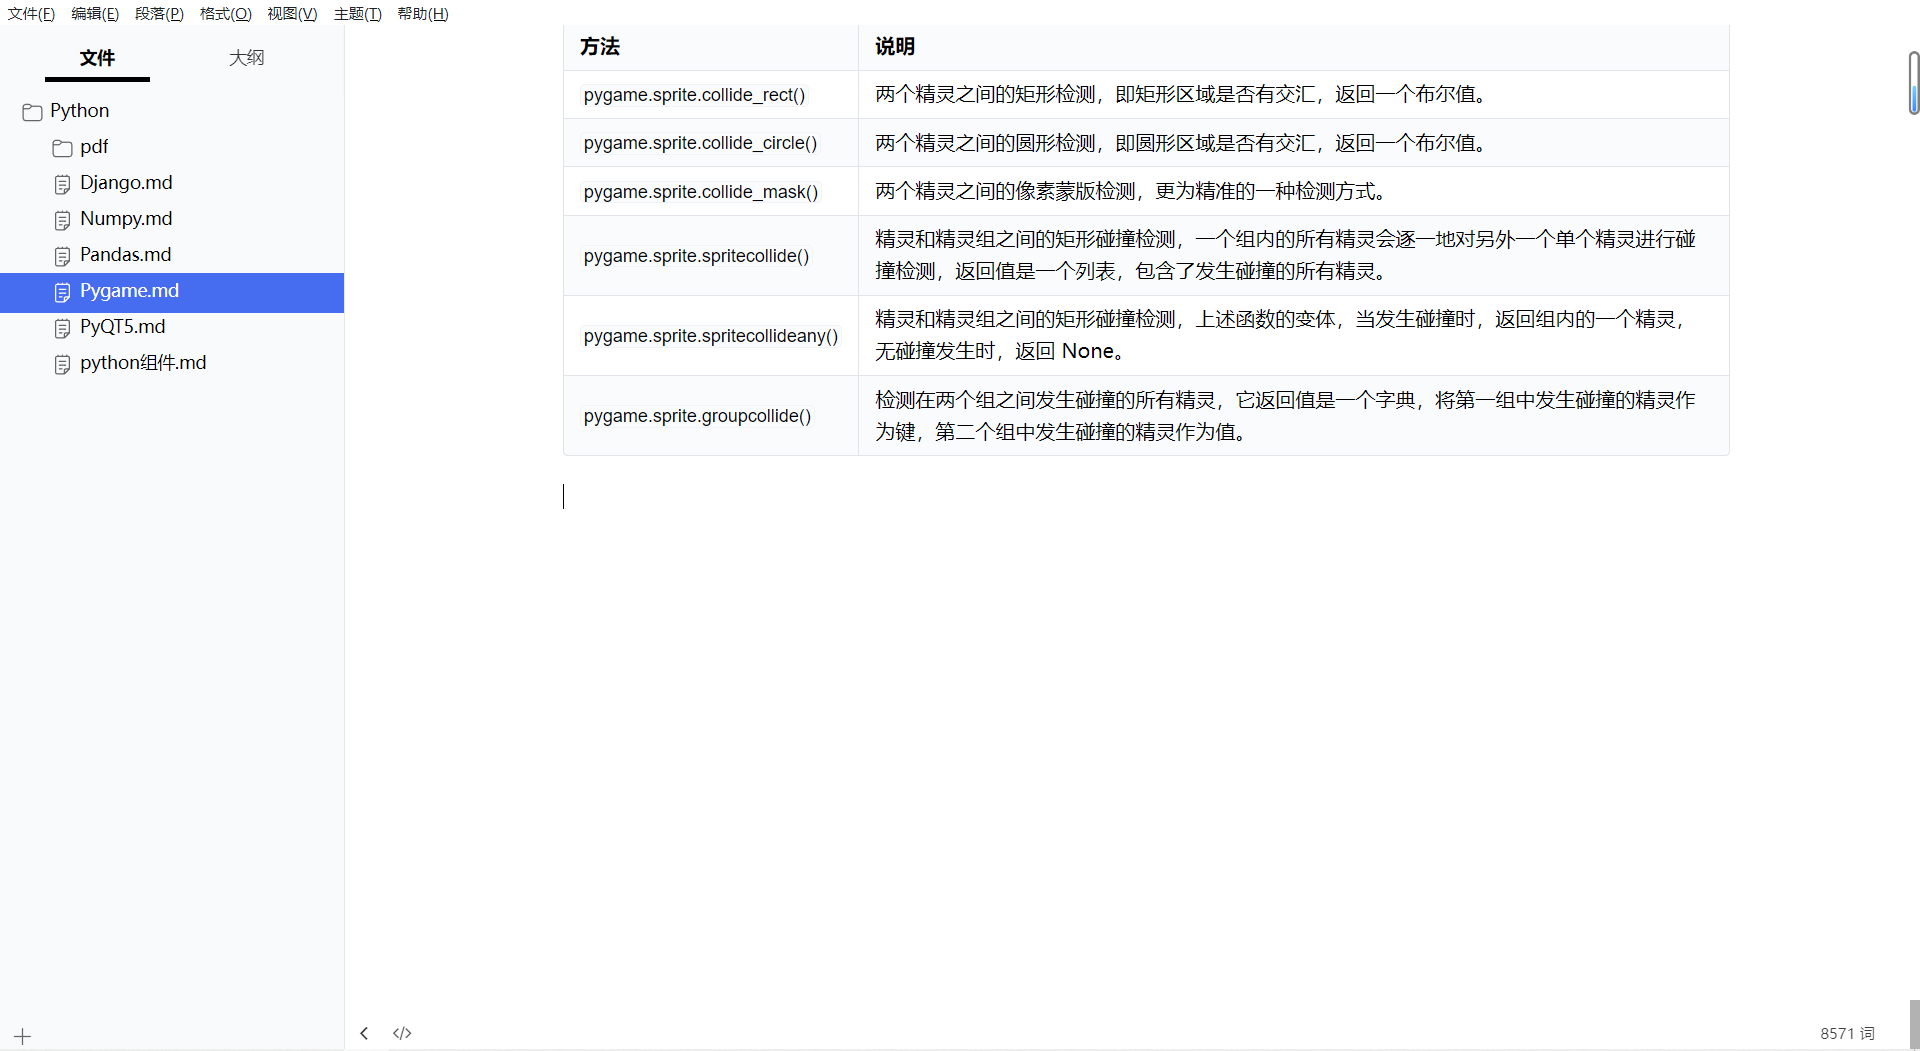 文件(F) 编辑(E) 段落(P) 格式(O) 视图(V) 主题(T) 帮助(H)
文件 大纲
Python
pdf
Django.md
Numpy.md
Pandas.md
Pygame.md
PyQT5.md
python组件.md
方法 说明
pygame.sprite.collide_rect() 两个精灵之间的矩形检测，即矩形区域是否有交汇，返回一个布尔值。
pygame.sprite.collide_circle() 两个精灵之间的圆形检测，即圆形区域是否有交汇，返回一个布尔值。
pygame.sprite.collide_mask() 两个精灵之间的像素蒙版检测，更为精准的一种检测方式。
pygame.sprite.spritecollide() 精灵和精灵组之间的矩形碰撞检测，一个组内的所有精灵会逐一地对另外一个单个精灵进行碰
撞检测，返回值是一个列表，包含了发生碰撞的所有精灵。
pygame.sprite.spritecollideany() 精灵和精灵组之间的矩形碰撞检测，上述函数的变体，当发生碰撞时，返回组内的一个精灵，
无碰撞发生时，返回 None。
pygame.sprite.groupcollide() 检测在两个组之间发生碰撞的所有精灵，它返回值是一个字典，将第一组中发生碰撞的精灵作
为键，第二个组中发生碰撞的精灵作为值。
8571 词